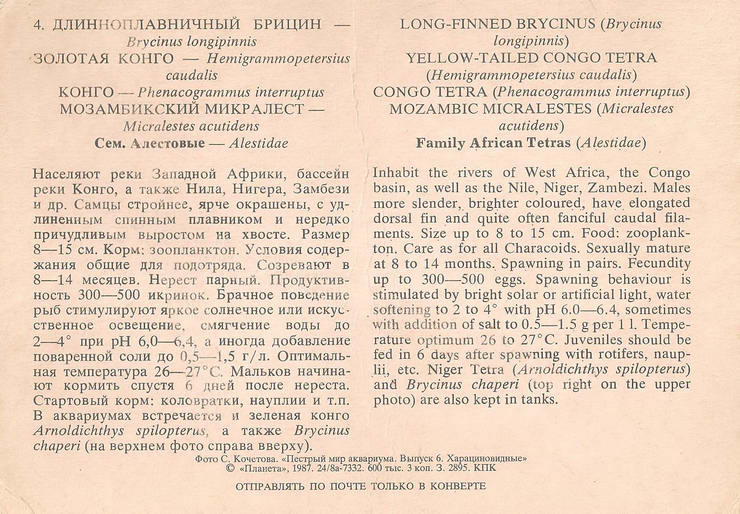 4. ДЛИННОПЛАВНИЧНЫЙ БРИЦИН —
Brycinus longipinnis
ЗОЛОТАЯ КОНГО — Hemigrammopetersius
caudalis
КОНГО — Phenacogrammus interruptus
МОЗАМБИКСКИЙ МИКРАЛЕСТ —
Micralestes acutidens
Сем. Алестовые — Alestidae
Населяют реки Западной Африки, бассейн
реки Конго, а также Нила, Нигера, Замбези
и др. Самцы стройнее, ярче окрашены, с уд-
линенным спинным плавником и нередко
причудливым выростом на хвосте. Размер
8—15 см. Корм: зоопланктон. Условия содер-
жания общие для подотряда. Созревают в
8—14 месяцев. Нерест парный. Продуктив-
ность 300—500 икринок. Брачное поведение
рыб стимулируют яркое солнечное или искус-
ственное освещение, смягчение воды до
2—4° при pH 6,0—6,4, а иногда добавление
поваренной соли до 0,5—1,5 г/л. Оптималь-
ная температура 26—27°С. Мальков начина-
ют кормить спустя 6 дней после нереста.
Стартовый корм: коловратки, науплии и т.п.
В аквариумах встречается и зеленая конго
Arnoldichthys spilopterus, а также Brycinus
chaperi (на верхнем фото справа вверху).
LONG-FINNED BRYCINUS (Brycinus
longipinnis)
YELLOW-TAILED CONGO TETRA
(Hemigrammopetersius caudalis)
CONGO TETRA (Phenacogrammus interruptus)
MOZAMBIC MICRALESTES (Micralestes
acutidens)
Family African Tetras (Alestidae)
Inhabit the rivers of West Africa, the Congo
basin, as well as the Nile, Niger, Zambezi. Males
more slender, brighter coloured, have elongated
dorsal fin and quite often fanciful caudal fila-
ments. Size up to 8 to 15 cm. Food: zooplank-
ton. Care as for all Characoids. Sexually mature
at 8 to 14 months. Spawning in pairs. Fecundity
up to 300—500 eggs. Spawning behaviour is
stimulated by bright solar or artificial light, water
softening to 2 to 4° with pH 6.0—6.4, sometimes
with addition of salt to 0.5—1.5 g per 1 l. Tempe-
rature optimum 26 to 27°C. Juveniles should be
fed in 6 days after spawning with rotifers, naup-
lii, etc. Niger Tetra (Arnoldichthys spilopterus)
and Brycinus chaperi (top right on the upper
photo) are also kept in tanks.
Фото С. Кочетова. «Пестрый мир аквариума. Выпуск 6. Харациновидные»
© «Планета», 1987. 24/8а-7332. 600 тыс. 3 коп. З. 2895. КПК
ОТПРАВЛЯТЬ ПО ПОЧТЕ ТОЛЬКО В КОНВЕРТЕ